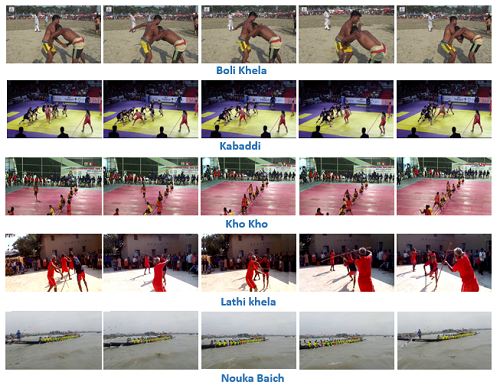 Boli Khela
Kabaddi
Kho Kho
Lathi khela
Nouka Baich